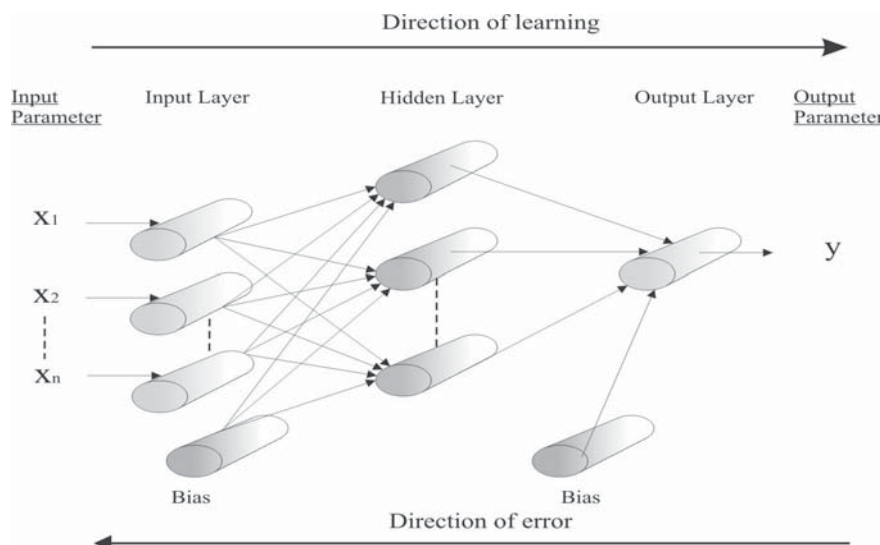 Direction of learning
Input
Parameter
Input Layer
Hidden Layer
Output Layer
Output
Parameter
X1
X2
Xn
y
Bias
Bias
Direction of error